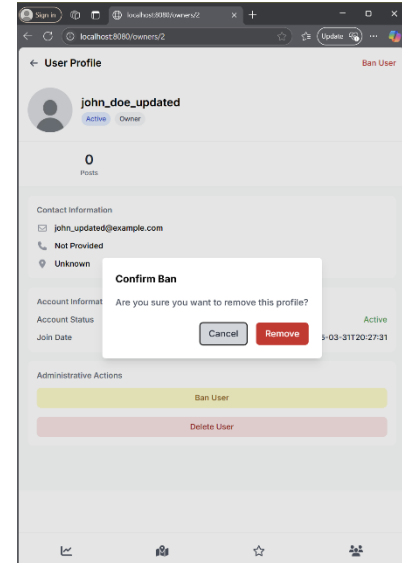 Sign in
localhost:8080/owners/2
localhost:8080/owners/2
Update
← User Profile
Ban User
john_doe_updated
Active Owner
0
Posts
Contact Information
john_updated@example.com
Not Provided
Unknown
Confirm Ban
Are you sure you want to remove this profile?
Cancel Remove
Account Informat
Account Status Active
Join Date -03-31T20:27:31
Administrative Actions
Ban User
Delete User